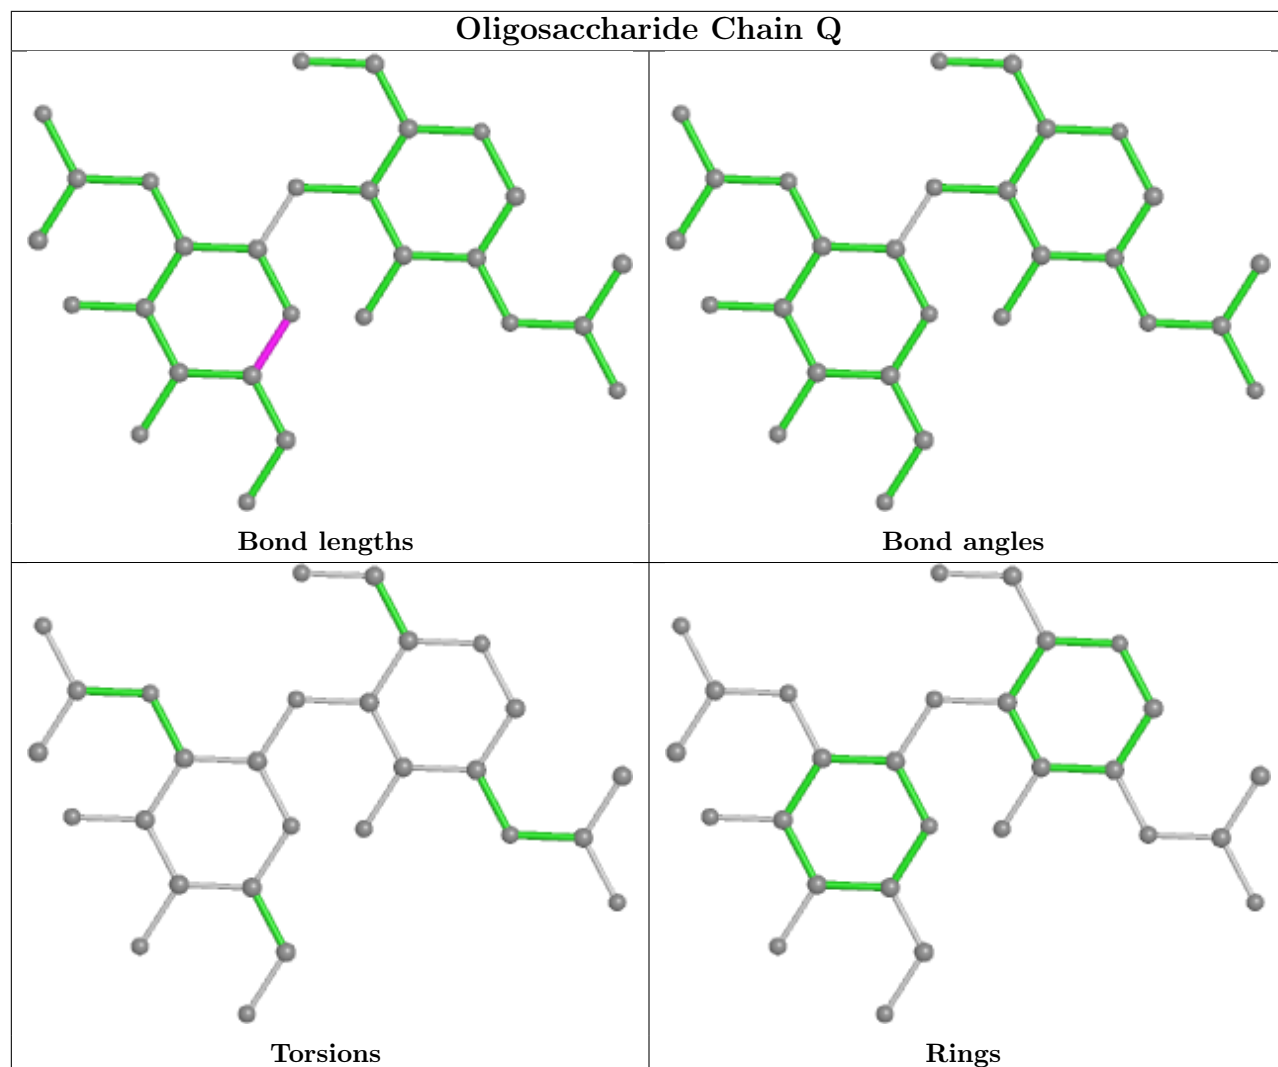 Oligosaccharide Chain Q
Bond lengths
Bond angles
Torsions
Rings